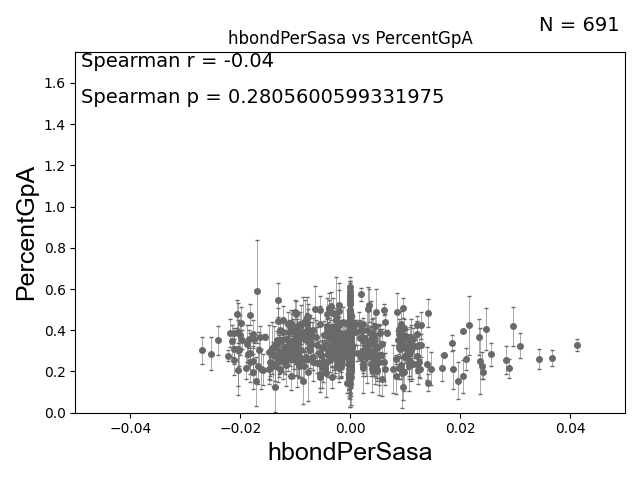 N = 691
hbondPerSasa vs PercentGpA
Spearman r = -0.04
Spearman p = 0.2805600599331975
1.6
1.4
1.2
1.0
0.8
0.6
0.4
0.2
0.0
PercentGpA
−0.04
−0.02
0.00
0.02
0.04
hbondPerSasa